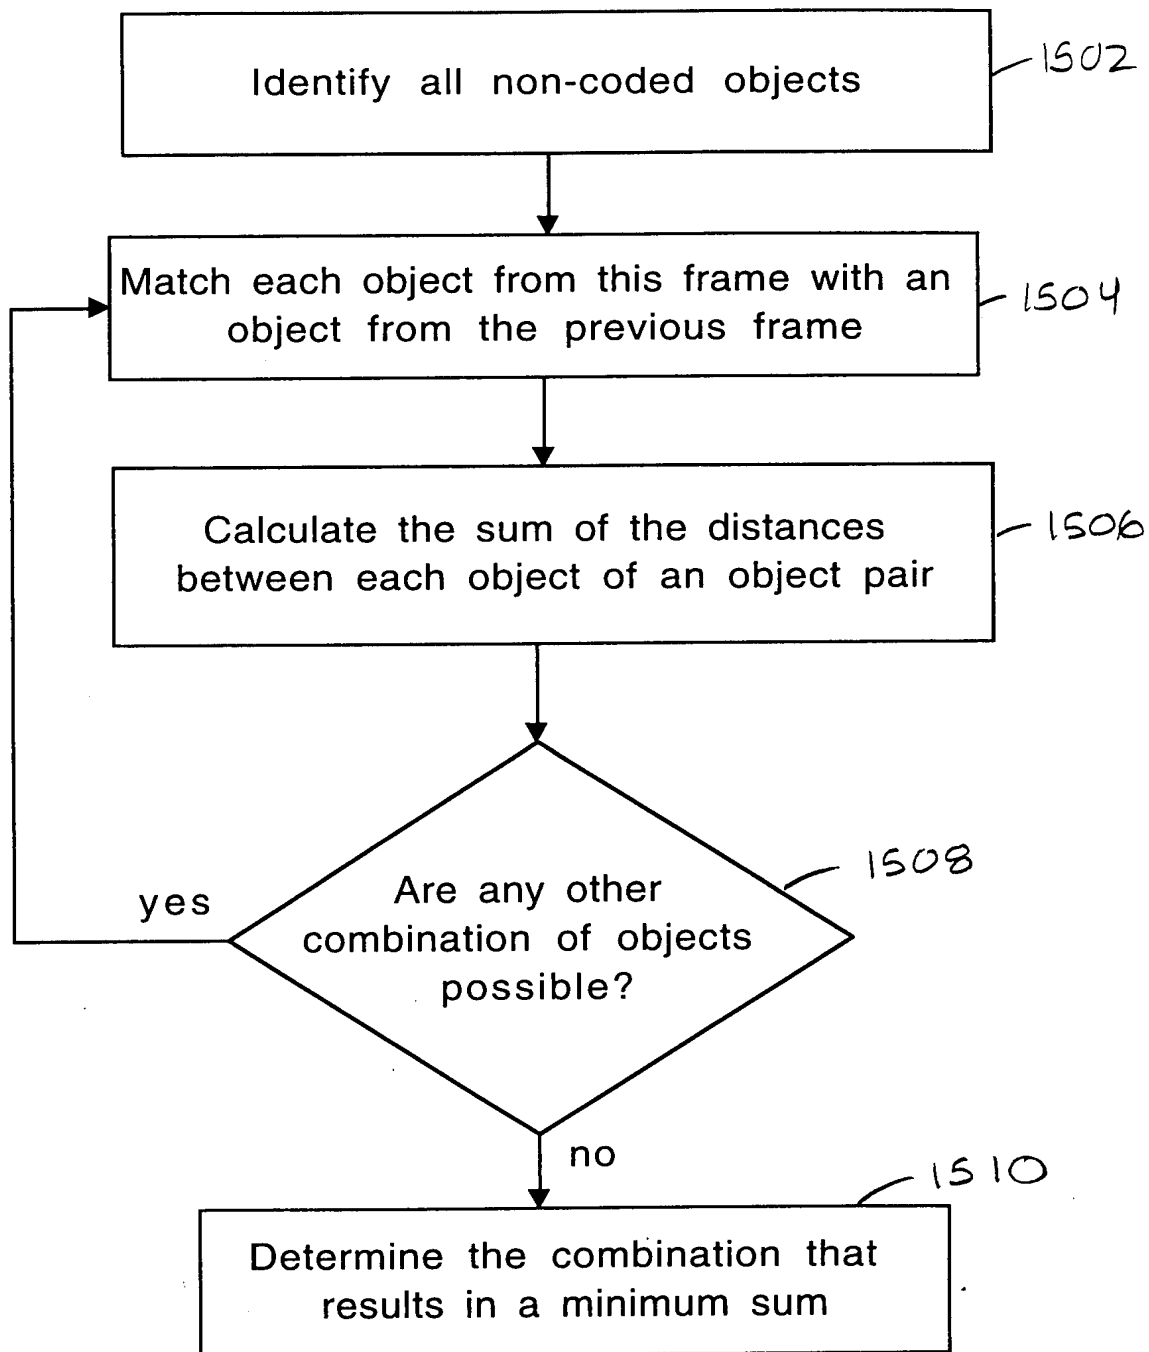 Identify all non-coded objects
1502
Match each object from this frame with an
object from the previous frame
1504
Calculate the sum of the distances
between each object of an object pair
1506
Are any other
combination of objects
possible?
1508
yes
no
1510
Determine the combination that
results in a minimum sum